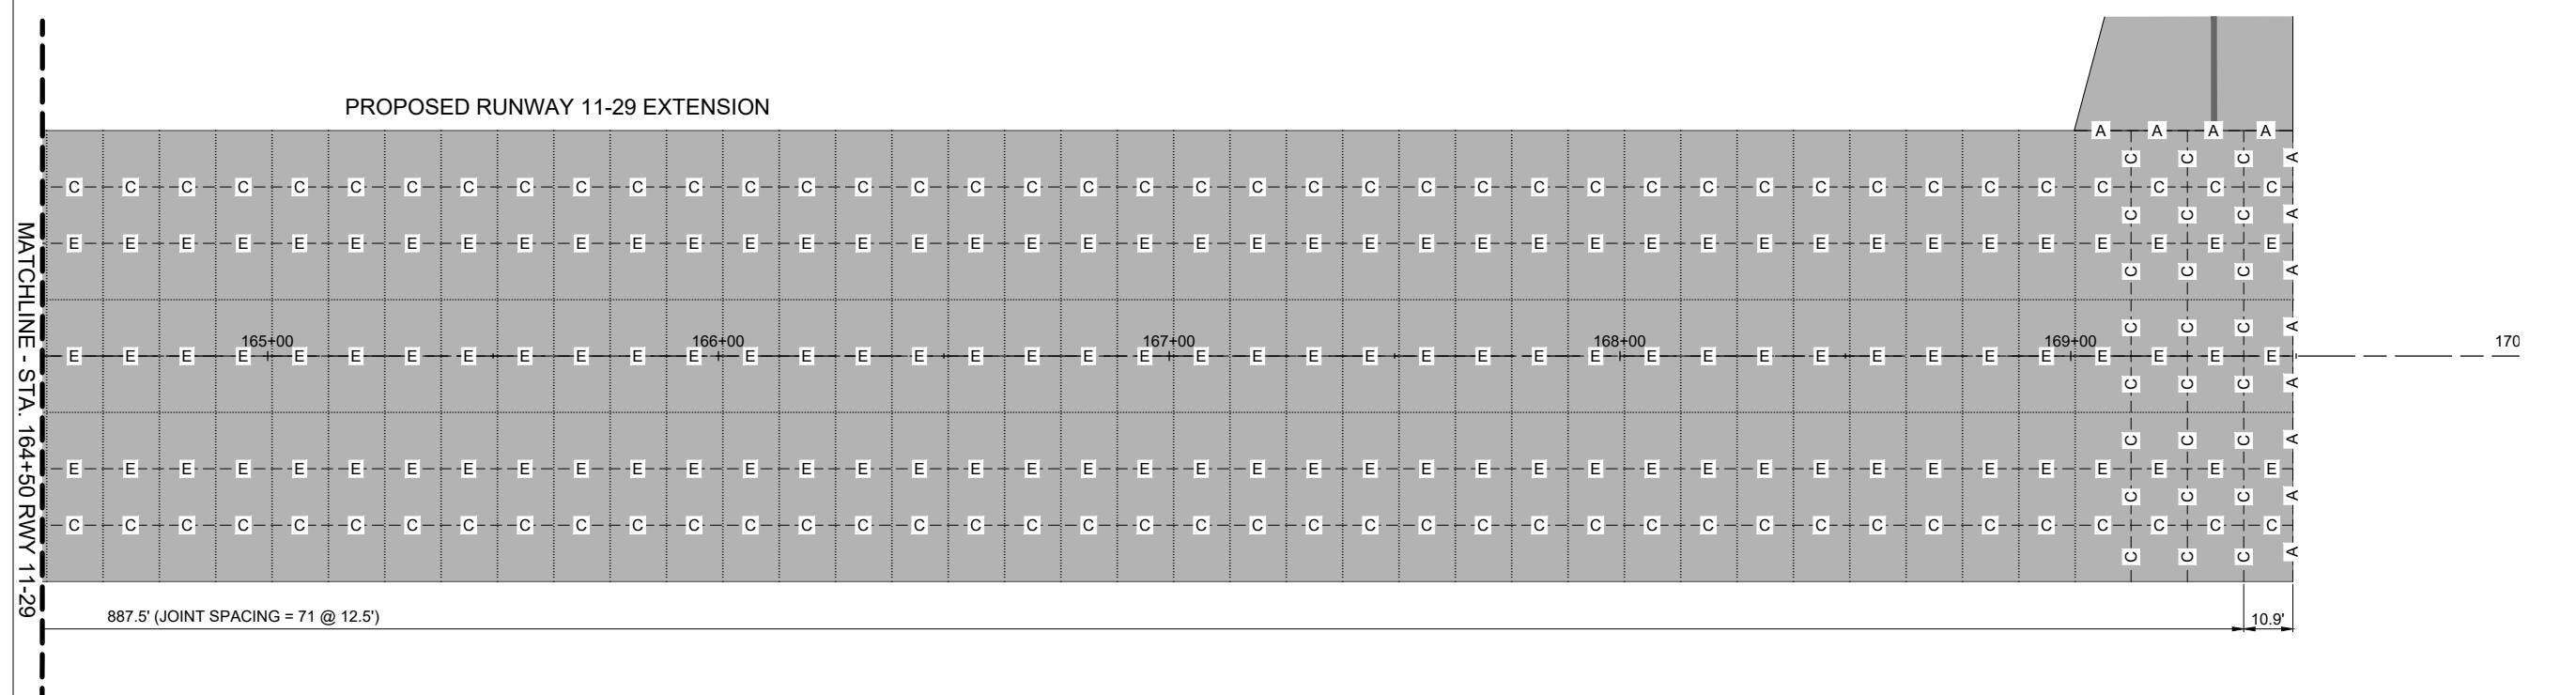 PROPOSED RUNWAY 11-29 EXTENSION
A A A A
C C C A
C C C C C C C C C C C C C C C C C C C C C C C C C C C C C C C C C C C C C C C C
C C C A
E E E E E E E E E E E E E E E E E E E E E E E E E E E E E E E E E E E E E E E E
C C C A
C C C A
165+00 166+00 167+00 168+00 169+00 170
E E E E E E E E E E E E E E E E E E E E E E E E E E E E E E E E E E E E E E E E
C C C A
C C C A
E E E E E E E E E E E E E E E E E E E E E E E E E E E E E E E E E E E E E E E E
C C C A
C C C C C C C C C C C C C C C C C C C C C C C C C C C C C C C C C C C C C C C C
C C C A
MATCHLINE - STA. 164+50 RWY 11-29
887.5' (JOINT SPACING = 71 @ 12.5') 10.9'